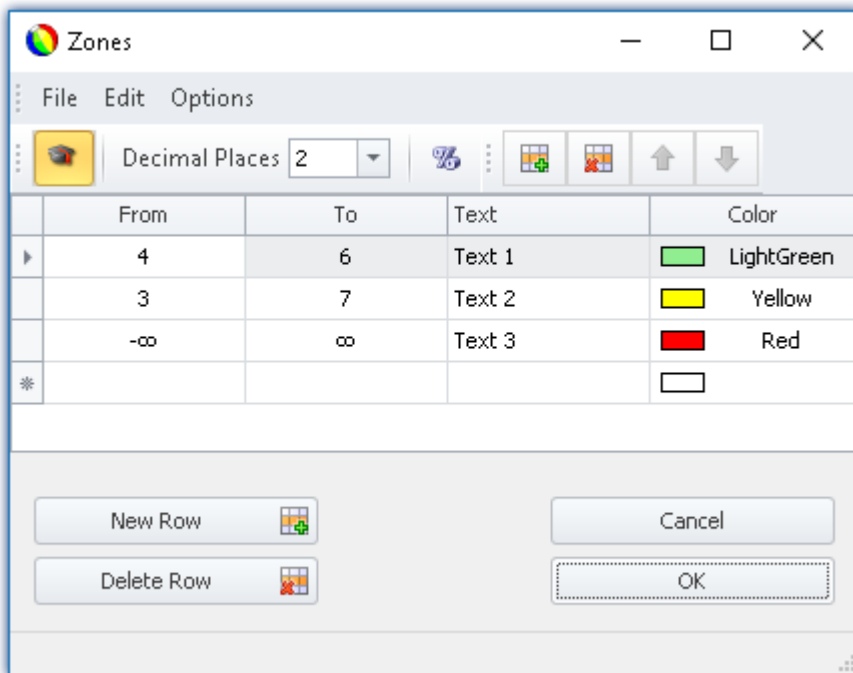 Zones
File Edit Options
Decimal Places 2 %
From To Text Color
4 6 Text 1 LightGreen
3 7 Text 2 Yellow
-∞ ∞ Text 3 Red
New Row Cancel
Delete Row OK